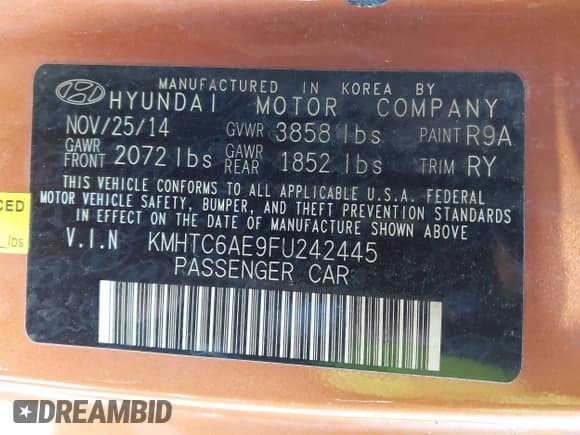 MANUFACTURED IN KOREA BY
HYUNDAI MOTOR COMPANY
NOV/25/14 GVWR 3858 lbs PAINT R9A
GAWR FRONT 2072 lbs GAWR REAR 1852 lbs TRIM RY
THIS VEHICLE CONFORMS TO ALL APPLICABLE U.S.A. FEDERAL
MOTOR VEHICLE SAFETY, BUMPER, AND THEFT PREVENTION STANDARDS
IN EFFECT ON THE DATE OF MANUFACTURE SHOWN ABOVE
V.I.N KMHTC6AE9FU242445
PASSENGER CAR
CED
lbs
DREAMBID